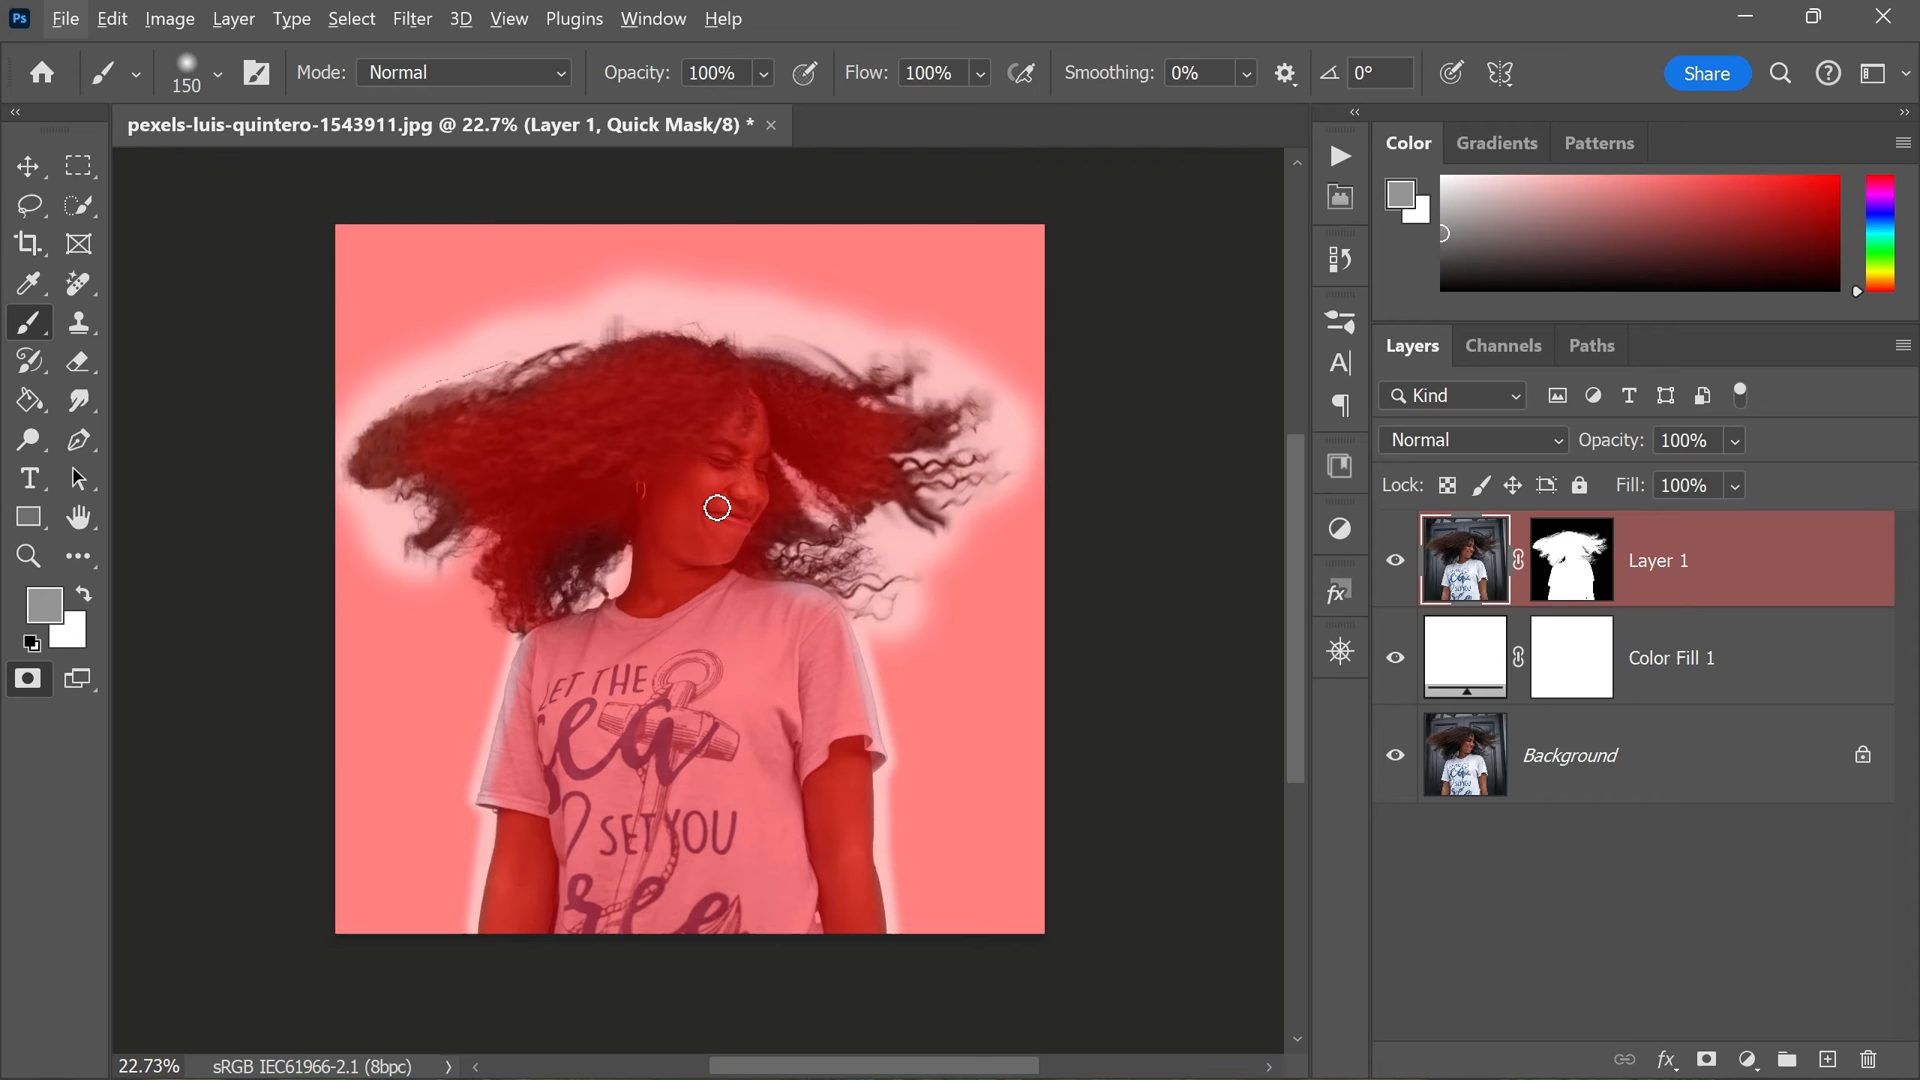 Ps File Edit Image Layer Type Select Filter 3D View Plugins Window Help
150 Mode: Normal Opacity: 100% Flow: 100% Smoothing: 0% 0° Share
pexels-luis-quintero-1543911.jpg @ 22.7% (Layer 1, Quick Mask/8) *
Color Gradients Patterns
Layers Channels Paths
Kind
Normal Opacity: 100%
Lock: Fill: 100%
Layer 1
Color Fill 1
Background
LET THE
Sea
SET YOU
free
22.73% sRGB IEC61966-2.1 (8bpc)